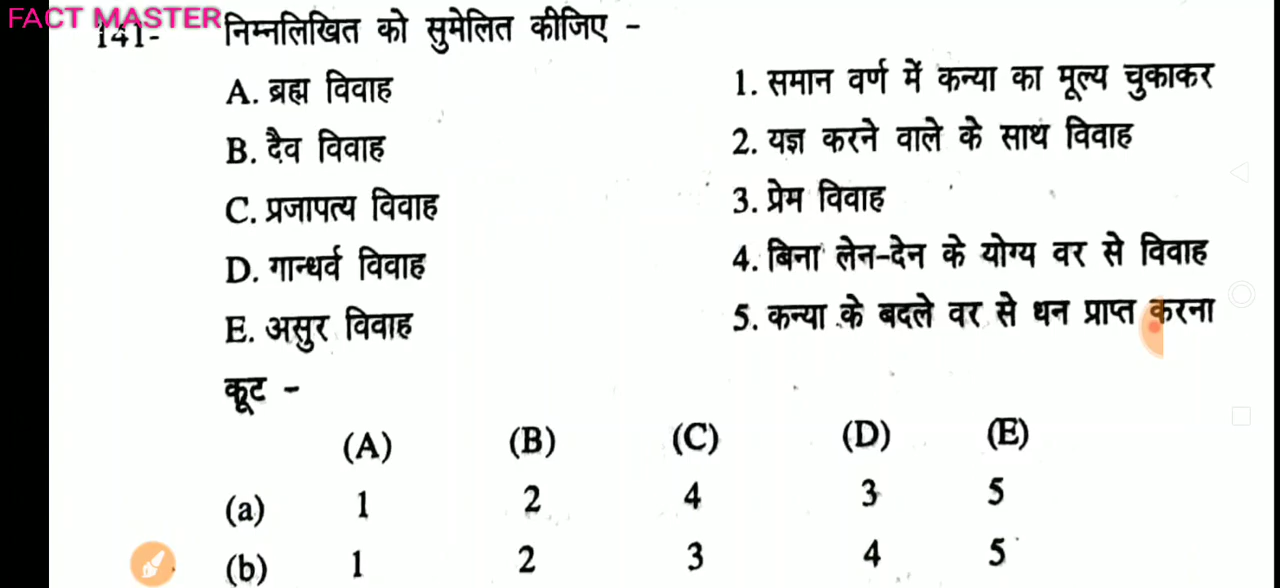 FACT MASTER
141- निम्नलिखित को सुमेलित कीजिए -
A. ब्रह्म विवाह 1. समान वर्ण में कन्या का मूल्य चुकाकर
B. दैव विवाह 2. यज्ञ करने वाले के साथ विवाह
C. प्रजापत्य विवाह 3. प्रेम विवाह
D. गान्धर्व विवाह 4. बिना लेन-देन के योग्य वर से विवाह
E. असुर विवाह 5. कन्या के बदले वर से धन प्राप्त करना
कूट -
(A) (B) (C) (D) (E)
(a) 1 2 4 3 5
(b) 1 2 3 4 5